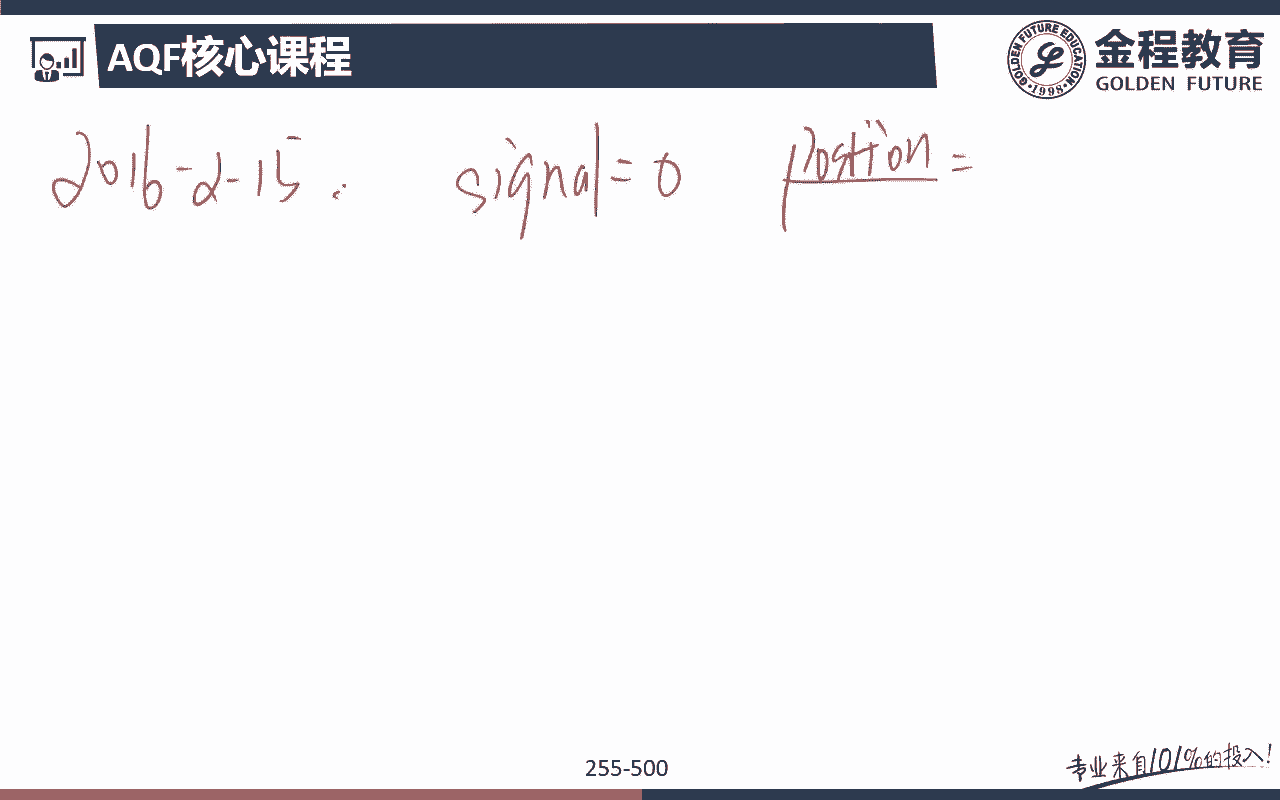 AQF核心课程
GOLDEN FUTURE EDUCATION
·1998·
金程教育
GOLDEN FUTURE
2016-2-15 : signal=0 position=
255-500
专业来自101%的投入!